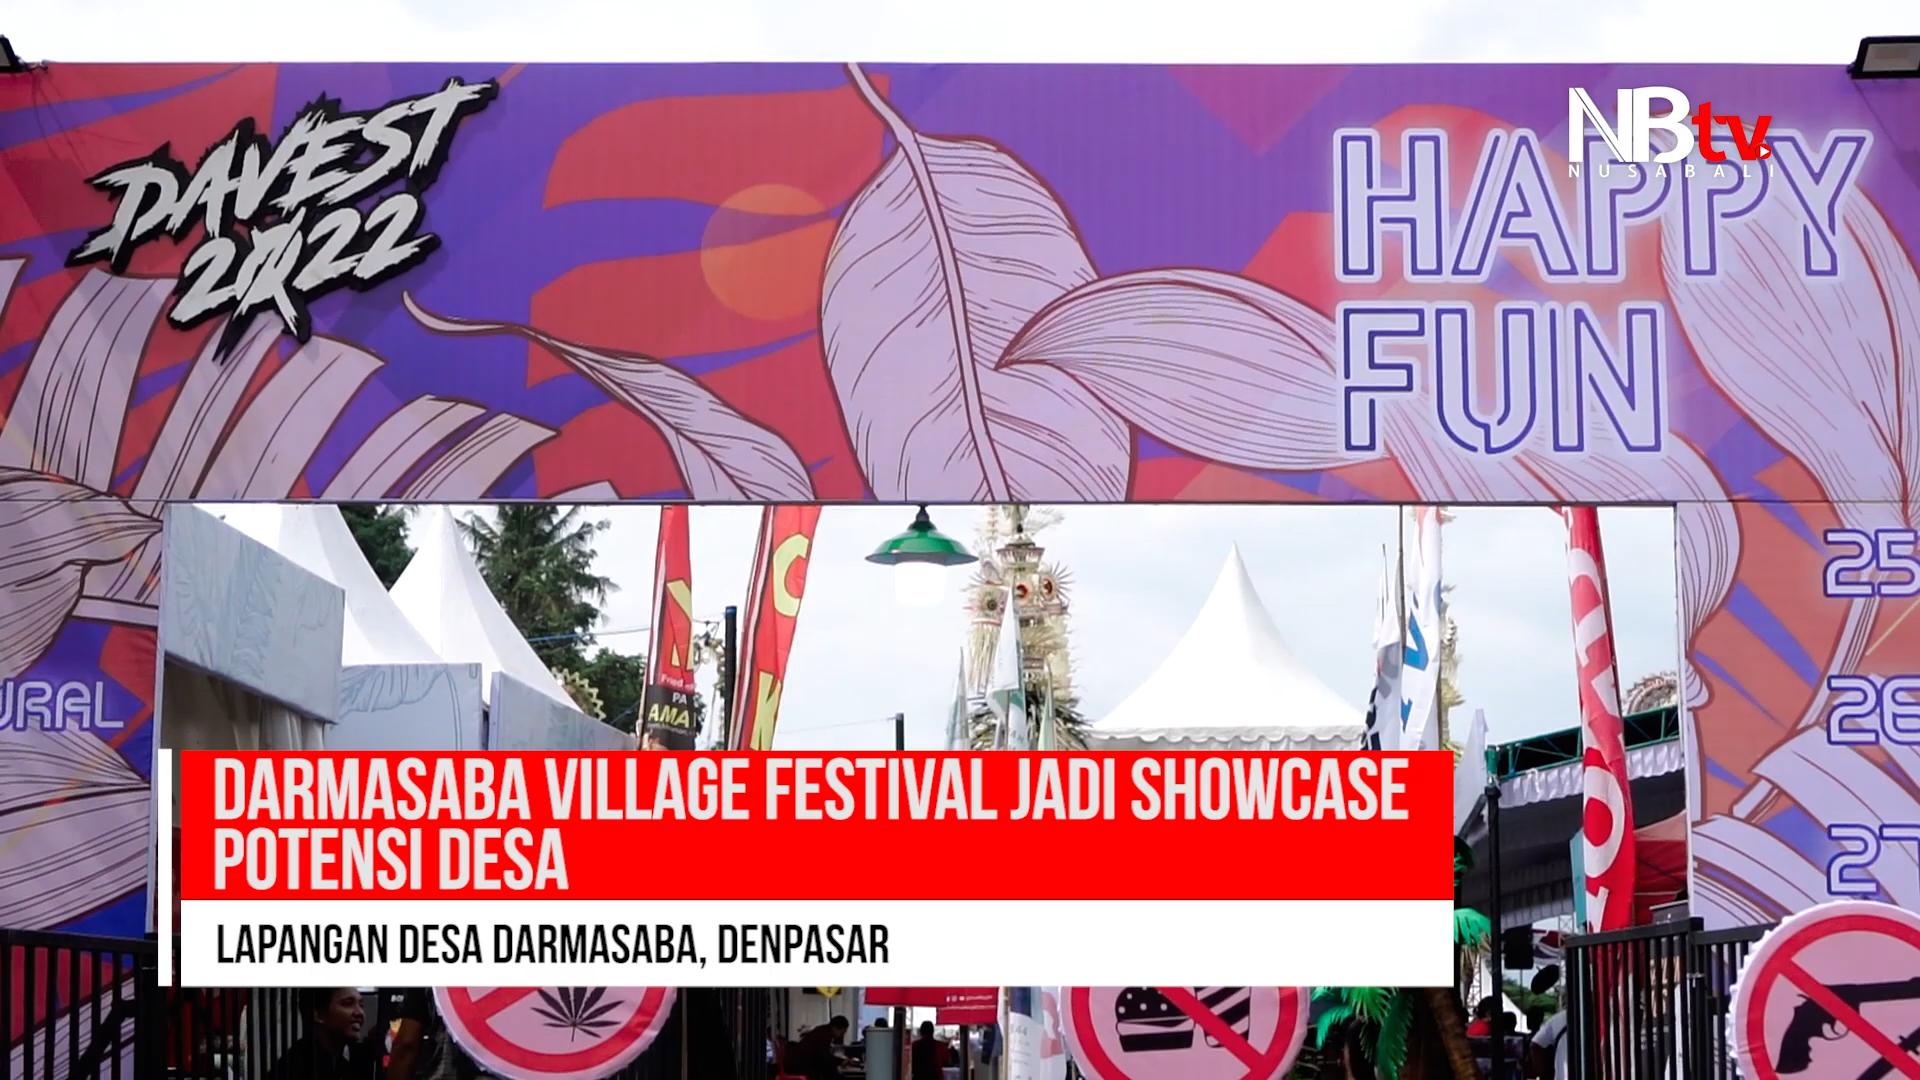 DAVEST
2022
NBtv
NUSABALI
HAPPY
FUN
25
26
27
URAL
DARMASABA VILLAGE FESTIVAL JADI SHOWCASE
POTENSI DESA
LAPANGAN DESA DARMASABA, DENPASAR